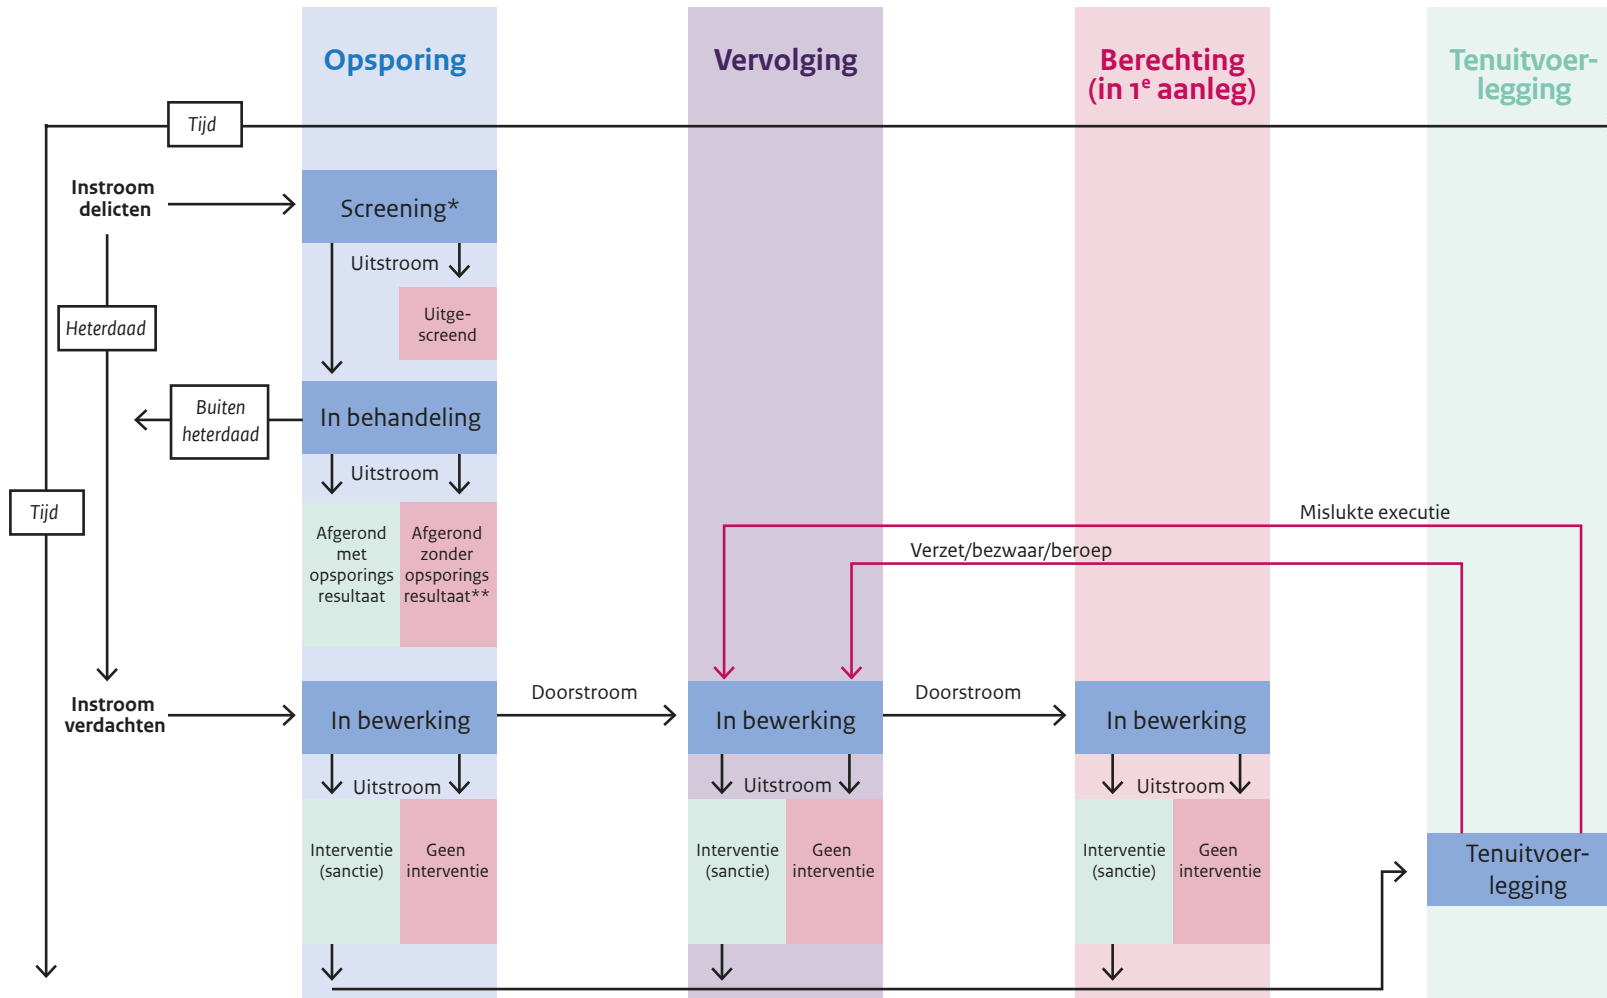 Opsporing
Vervolging
Berechting
(in 1e aanleg)
Tenuitvoer-
legging
Tijd
Instroom
delicten
Screening*
Uitstroom
Uitge-
screend
Heterdaad
Buiten
heterdaad
In behandeling
Uitstroom
Tijd
Afgerond
met
opsporings
resultaat
Afgerond
zonder
opsporings
resultaat**
Mislukte executie
Verzet/bezwaar/beroep
Instroom
verdachten
In bewerking
Doorstroom
In bewerking
Doorstroom
In bewerking
Uitstroom
Uitstroom
Uitstroom
Interventie
(sanctie)
Geen
interventie
Interventie
(sanctie)
Geen
interventie
Interventie
(sanctie)
Geen
interventie
Tenuitvoer-
legging